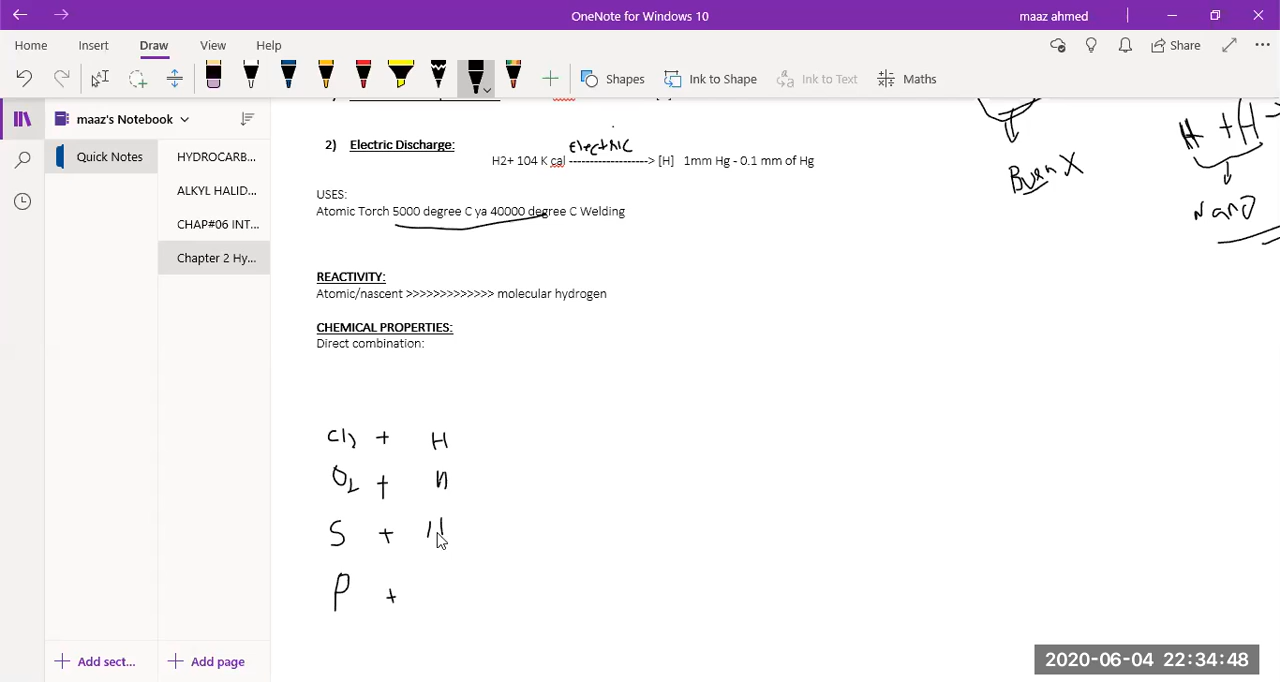 OneNote for Windows 10
maaz ahmed
Home Insert Draw View Help
Share
Shapes Ink to Shape Ink to Text Maths
maaz's Notebook
Quick Notes
HYDROCARB...
ALKYL HALID...
CHAP#06 INT...
Chapter 2 Hy...
Add sect... Add page
2) Electric Discharge:
Electric
H2+ 104 K cal --------------------> [H] 1mm Hg - 0.1 mm of Hg
USES:
Atomic Torch 5000 degree C ya 40000 degree C Welding
REACTIVITY:
Atomic/nascent >>>>>>>>>>>>> molecular hydrogen
CHEMICAL PROPERTIES:
Direct combination:
Cl2 + H
O2 + H
S + H
P +
H + H
Burn X
2020-06-04 22:34:48